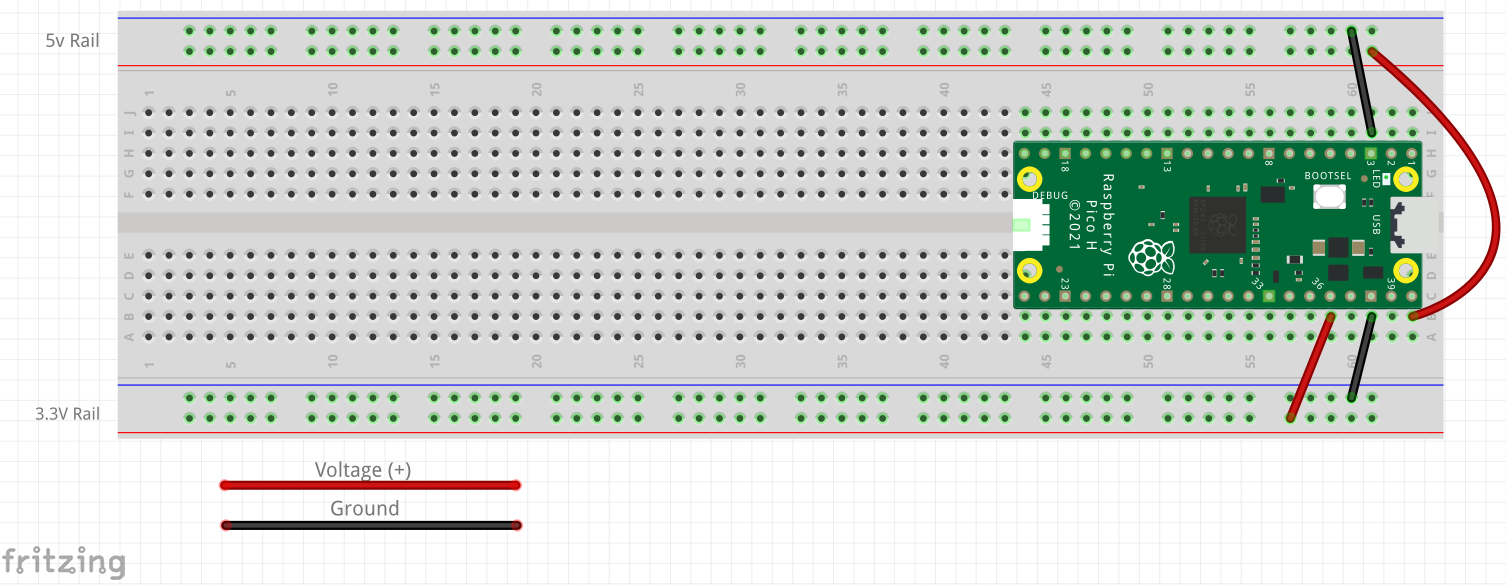 5v Rail
1 5 10 15 20 25 30 35 40 45 50 55 60
J
I
H
G
F
18 13 8 3 2 1
I
H
G
F
LED
BOOTSEL
DEBUG
Raspberry Pi
Pico H
©2021
USB
E
D
C
B
A
23 28 33 36 39
E
D
C
B
A
1 5 10 15 20 25 30 35 40 45 50 55 60
3.3V Rail
Voltage (+)
Ground
fritzing